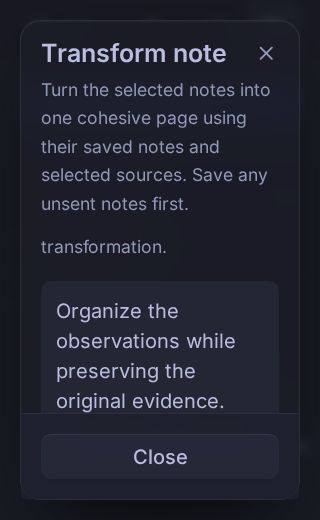 Transform note
Turn the selected notes into
one cohesive page using
their saved notes and
selected sources. Save any
unsent notes first.
transformation.
Organize the
observations while
preserving the
original evidence.
Close